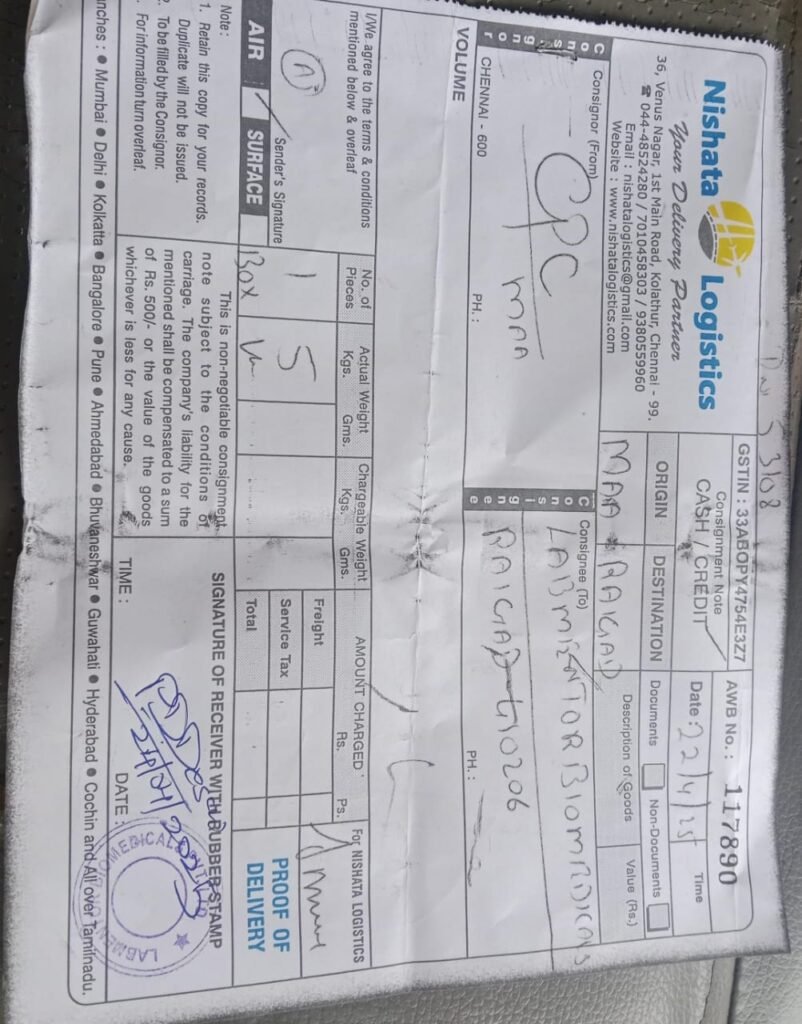 Nishata Logistics
Your Delivery Partner
36, Venus Nagar, 1st Main Road, Kolathur, Chennai - 99.
☎ 044-48524280 / 7010458303 / 9380559960
Email : nishatalogistics@gmail.com
Website : www.nishatalogistics.com
3108
GSTIN : 33ABOPY4754E3Z7
Consignment Note
CASH / CREDIT
AWB No. : 117890
Date : 22/4/25
Time
ORIGIN
DESTINATION
Documents
Non-Documents
MAA
RAIGAD
Description of Goods
Value (Rs.)
Consignor
Consignor (From)
CPC
MAA
CHENNAI - 600
PH. :
Consignee
Consignee (To)
LABMENTOR BIOMEDICALS
RAIGAD 410206
PH. :
VOLUME
I/We agree to the terms & conditions
mentioned below & overleaf
A
Sender's Signature
AIR
SURFACE
No. of Pieces
Actual Weight
Kgs. Gms.
Chargeable Weight
Kgs. Gms.
AMOUNT CHARGED
Rs. Ps.
1
5
Box
Freight
Service Tax
Total
For NISHATA LOGISTICS
PROOF OF
DELIVERY
Note :
1. Retain this copy for your records.
Duplicate will not be issued.
2. To be filled by the Consignor.
. For information turn overleaf.
This is non-negotiable consignment
note subject to the conditions of
carriage. The company's liability for the
mentioned shall be compensated to a sum
of Rs. 500/- or the value of the goods
whichever is less for any cause.
SIGNATURE OF RECEIVER WITH RUBBER STAMP
TIME :
DATE :
anches : ● Mumbai ● Delhi ● Kolkatta ● Bangalore ● Pune ● Ahmedabad ● Bhuvaneshwar ● Guwahali ● Hyderabad ● Cochin and All over Tamilnadu.